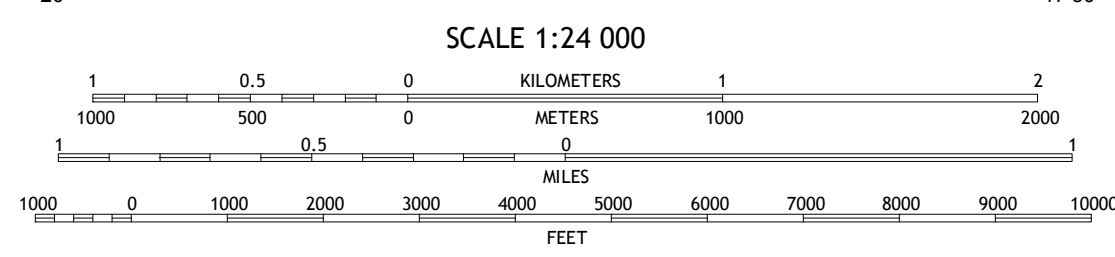 SCALE 1:24 000
1 0.5 0 KILOMETERS 1 2
1000 500 0 METERS 1000 2000
1 0.5 0 1
MILES
1000 0 1000 2000 3000 4000 5000 6000 7000 8000 9000 10000
FEET